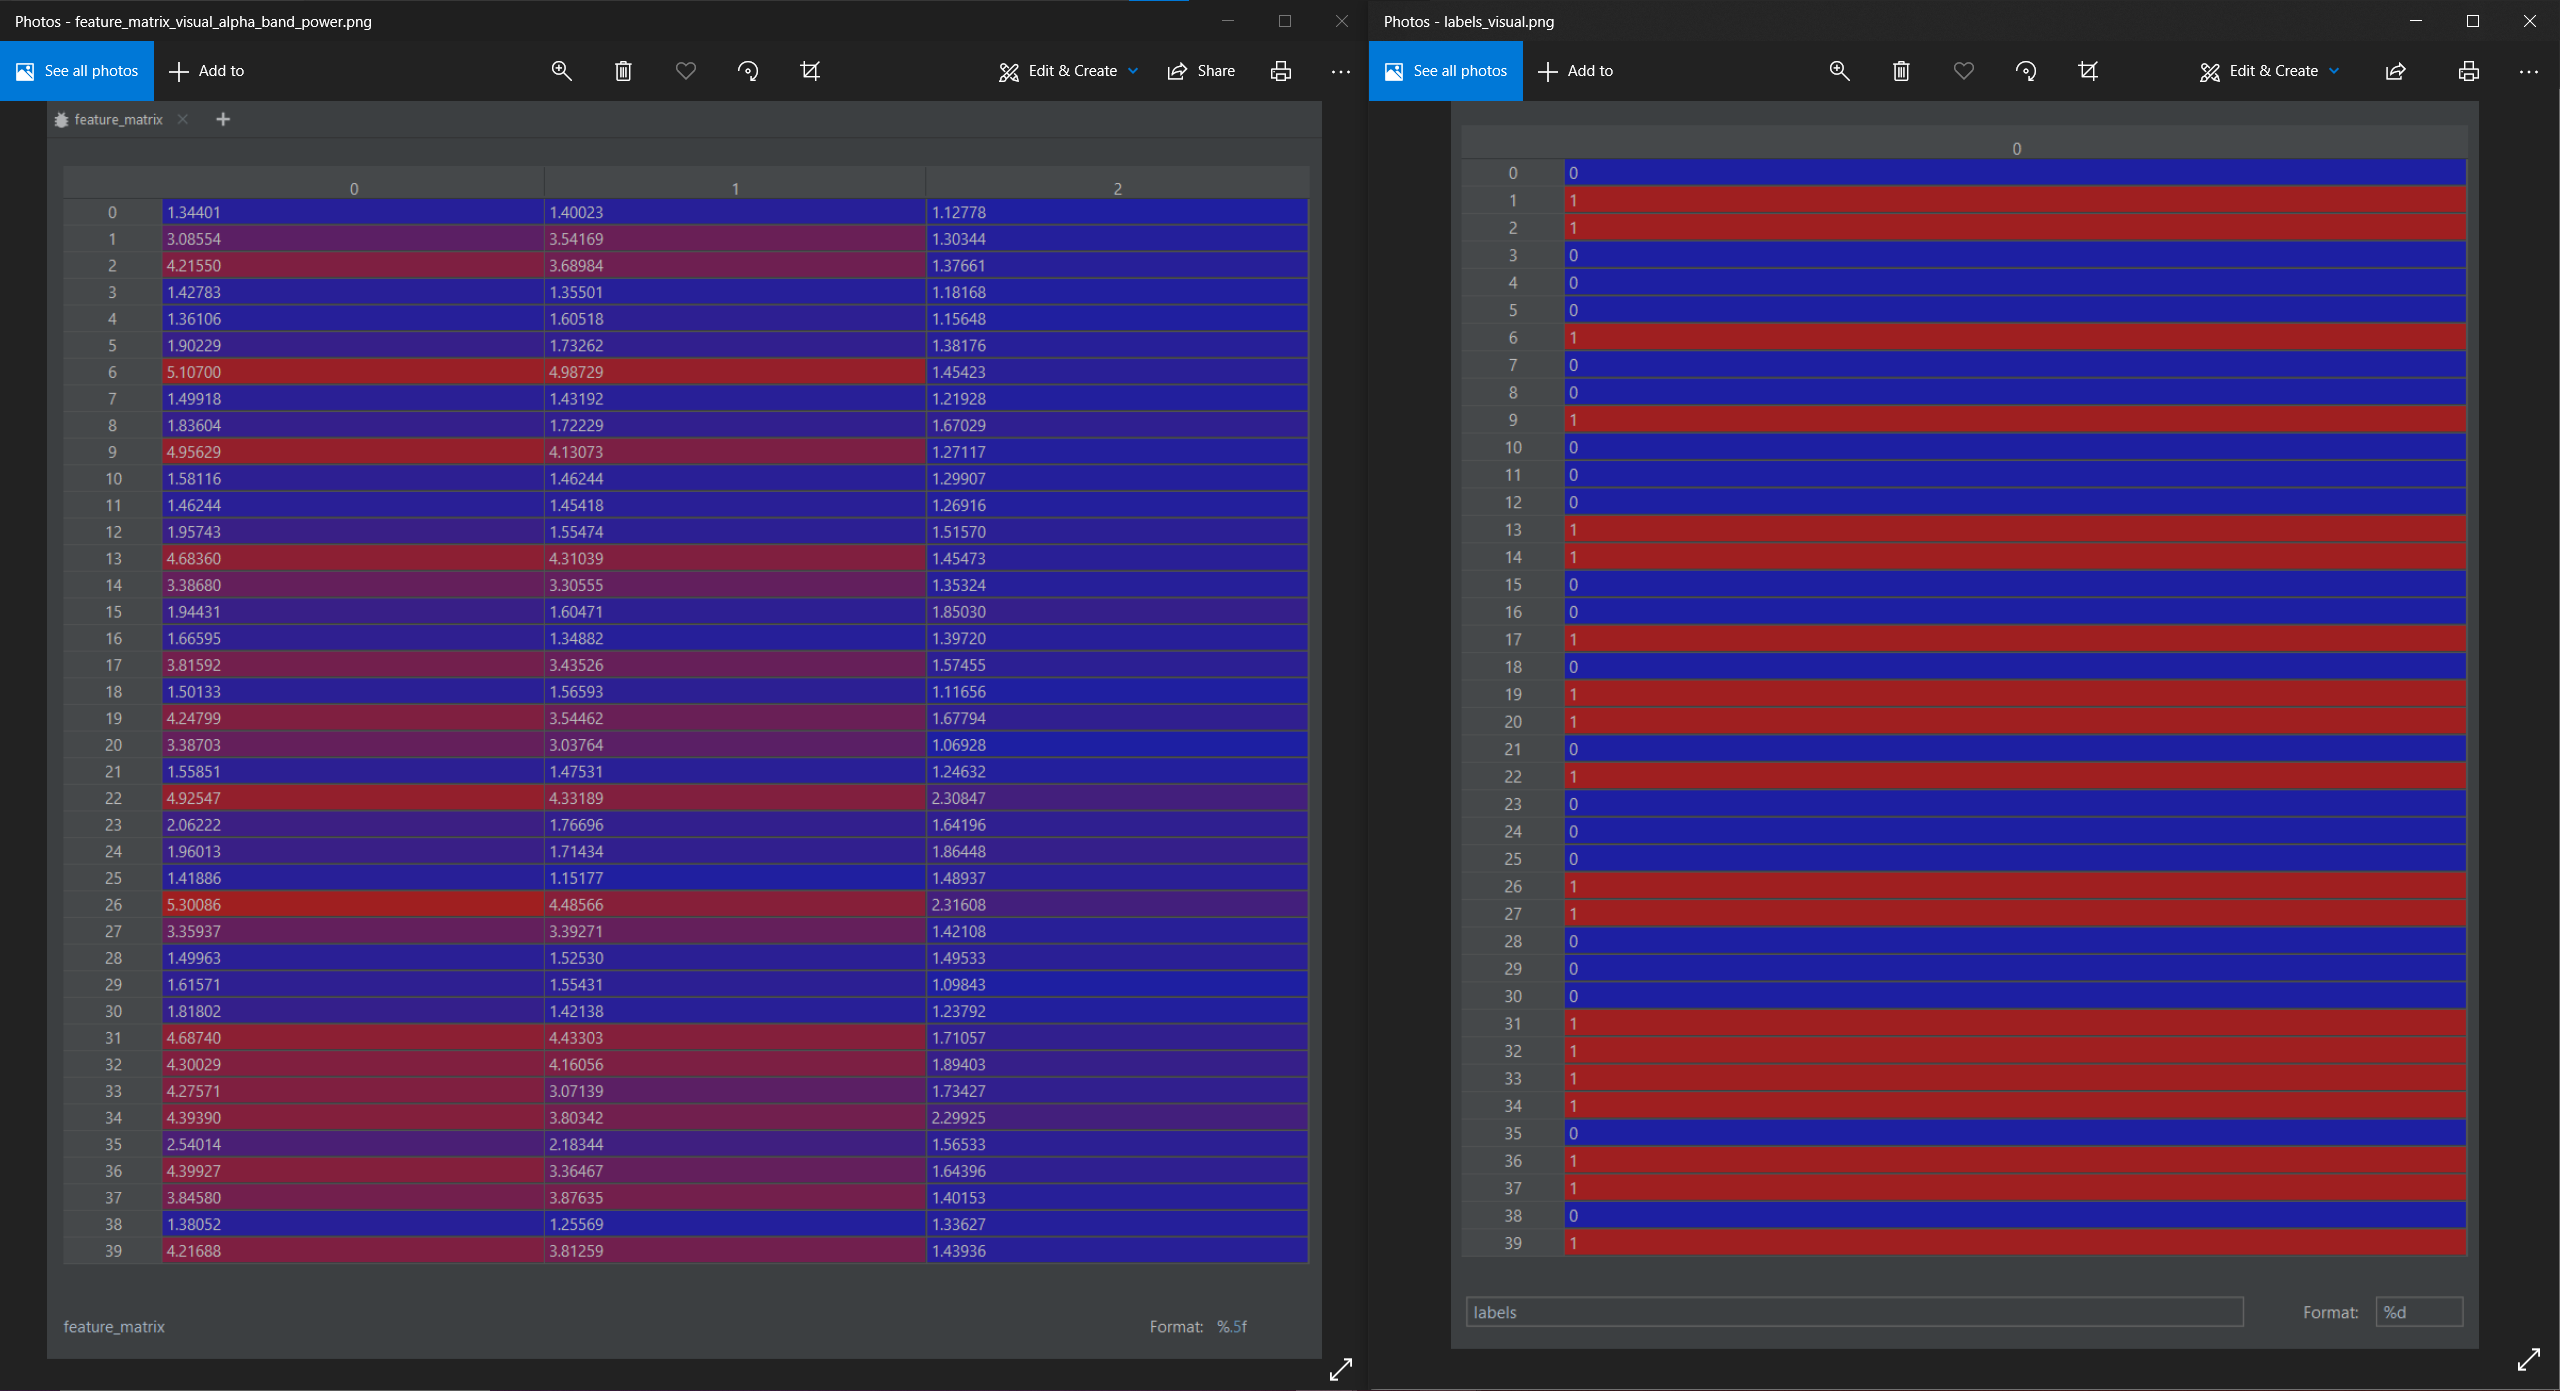 Photos - feature_matrix_visual_alpha_band_power.png
See all photos Add to Edit & Create Share
feature_matrix
0 1 2
0 1.34401 1.40023 1.12778
1 3.08554 3.54169 1.30344
2 4.21550 3.68984 1.37661
3 1.42783 1.35501 1.18168
4 1.36106 1.60518 1.15648
5 1.90229 1.73262 1.38176
6 5.10700 4.98729 1.45423
7 1.49918 1.43192 1.21928
8 1.83604 1.72229 1.67029
9 4.95629 4.13073 1.27117
10 1.58116 1.46244 1.29907
11 1.46244 1.45418 1.26916
12 1.95743 1.55474 1.51570
13 4.68360 4.31039 1.45473
14 3.38680 3.30555 1.35324
15 1.94431 1.60471 1.85030
16 1.66595 1.34882 1.39720
17 3.81592 3.43526 1.57455
18 1.50133 1.56593 1.11656
19 4.24799 3.54462 1.67794
20 3.38703 3.03764 1.06928
21 1.55851 1.47531 1.24632
22 4.92547 4.33189 2.30847
23 2.06222 1.76696 1.64196
24 1.96013 1.71434 1.86448
25 1.41886 1.15177 1.48937
26 5.30086 4.48566 2.31608
27 3.35937 3.39271 1.42108
28 1.49963 1.52530 1.49533
29 1.61571 1.55431 1.09843
30 1.81802 1.42138 1.23792
31 4.68740 4.43303 1.71057
32 4.30029 4.16056 1.89403
33 4.27571 3.07139 1.73427
34 4.39390 3.80342 2.29925
35 2.54014 2.18344 1.56533
36 4.39927 3.36467 1.64396
37 3.84580 3.87635 1.40153
38 1.38052 1.25569 1.33627
39 4.21688 3.81259 1.43936
feature_matrix Format: %.5f
Photos - labels_visual.png
See all photos Add to Edit & Create
0
0 0
1 1
2 1
3 0
4 0
5 0
6 1
7 0
8 0
9 1
10 0
11 0
12 0
13 1
14 1
15 0
16 0
17 1
18 0
19 1
20 1
21 0
22 1
23 0
24 0
25 0
26 1
27 1
28 0
29 0
30 0
31 1
32 1
33 1
34 1
35 0
36 1
37 1
38 0
39 1
labels Format: %d